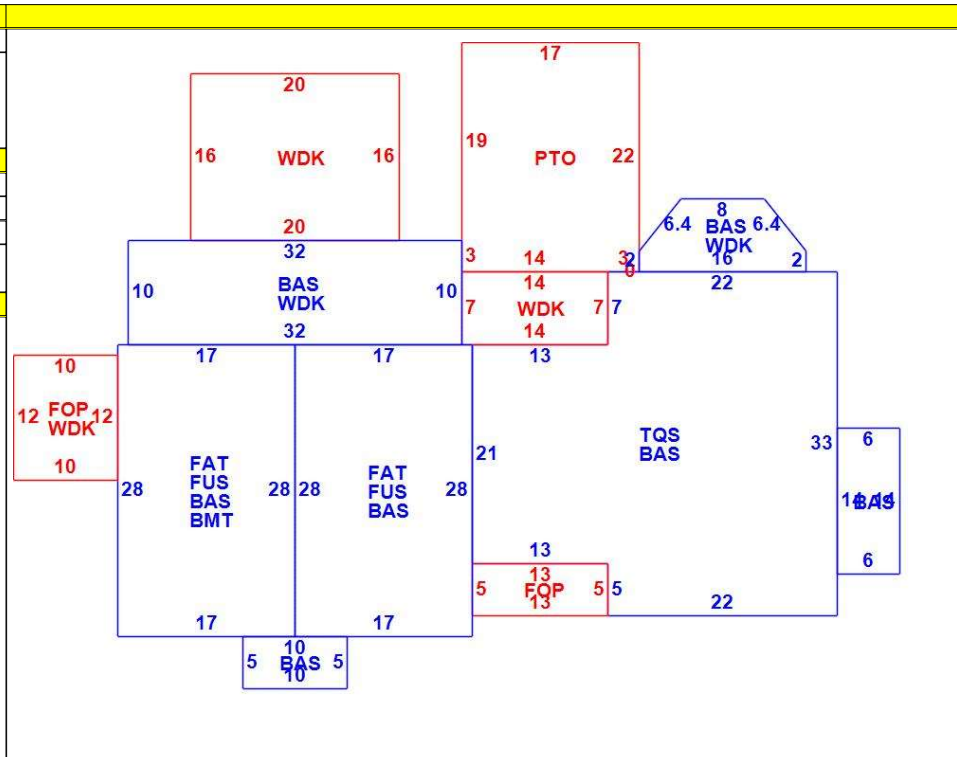 17
20
19
16 WDK 16
PTO 22
20
8
6.4 BAS 6.4
WDK
2 16 2
32
3 14 3
0
22
10 BAS 10
WDK
14
7 WDK 7 7
14
32
17 17 13
10
12 FOP 12
WDK
10
TQS
BAS
33
6
21
FAT
FUS
BAS
BMT
28 28
28 FAT 28
FUS
BAS
14 BAS 14
6
13
13
5 FOP 5 5
13
22
17 17
10
5 BAS 5
10